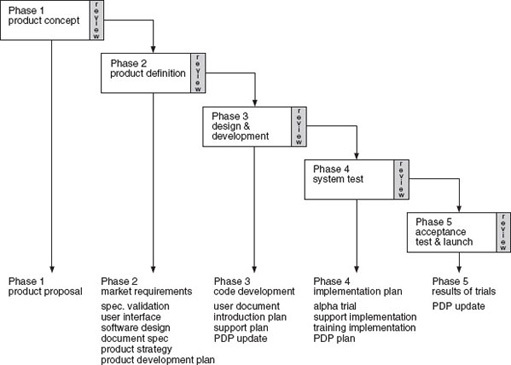 Phase 1
product concept
review
Phase 2
product definition
review
Phase 3
design &
development
review
Phase 4
system test
review
Phase 5
acceptance
test & launch
review
Phase 1
product proposal
Phase 2
market requirements
spec. validation
user interface
software design
document spec
product strategy
product development plan
Phase 3
code development
user document
introduction plan
support plan
PDP update
Phase 4
implementation plan
alpha trial
support implementation
training implementation
PDP plan
Phase 5
results of trials
PDP update